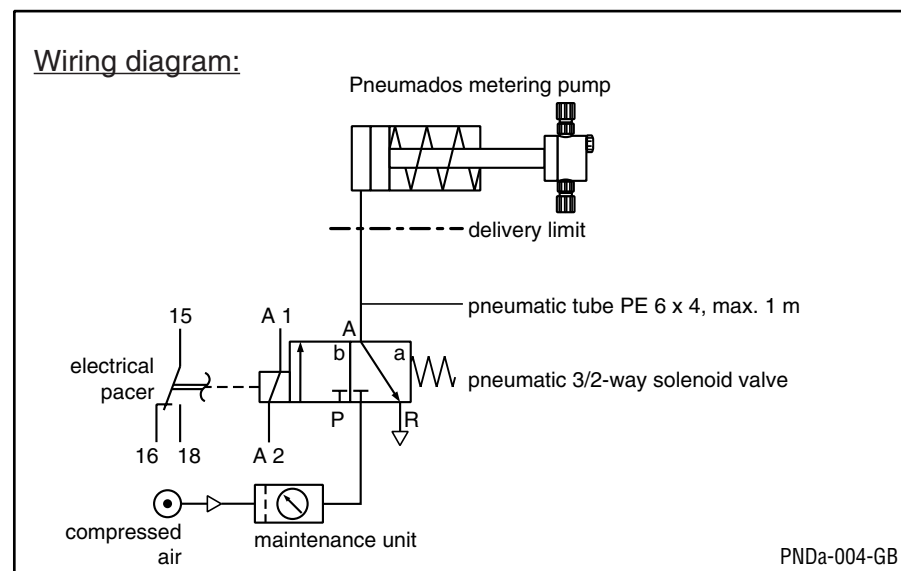 Wiring diagram:
Pneumados metering pump
delivery limit
pneumatic tube PE 6 x 4, max. 1 m
15
A 1
A
b
a
electrical
pacer
pneumatic 3/2-way solenoid valve
P
R
16
18
A 2
compressed
air
maintenance unit
PNDa-004-GB